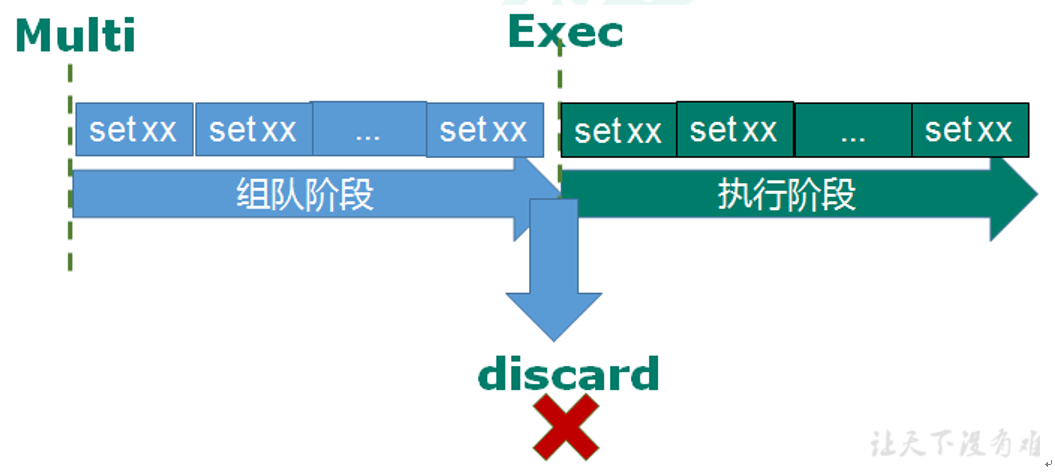 Multi
Exec
set xx set xx ... set xx set xx set xx ... set xx
组队阶段 执行阶段
discard
让天下没有难